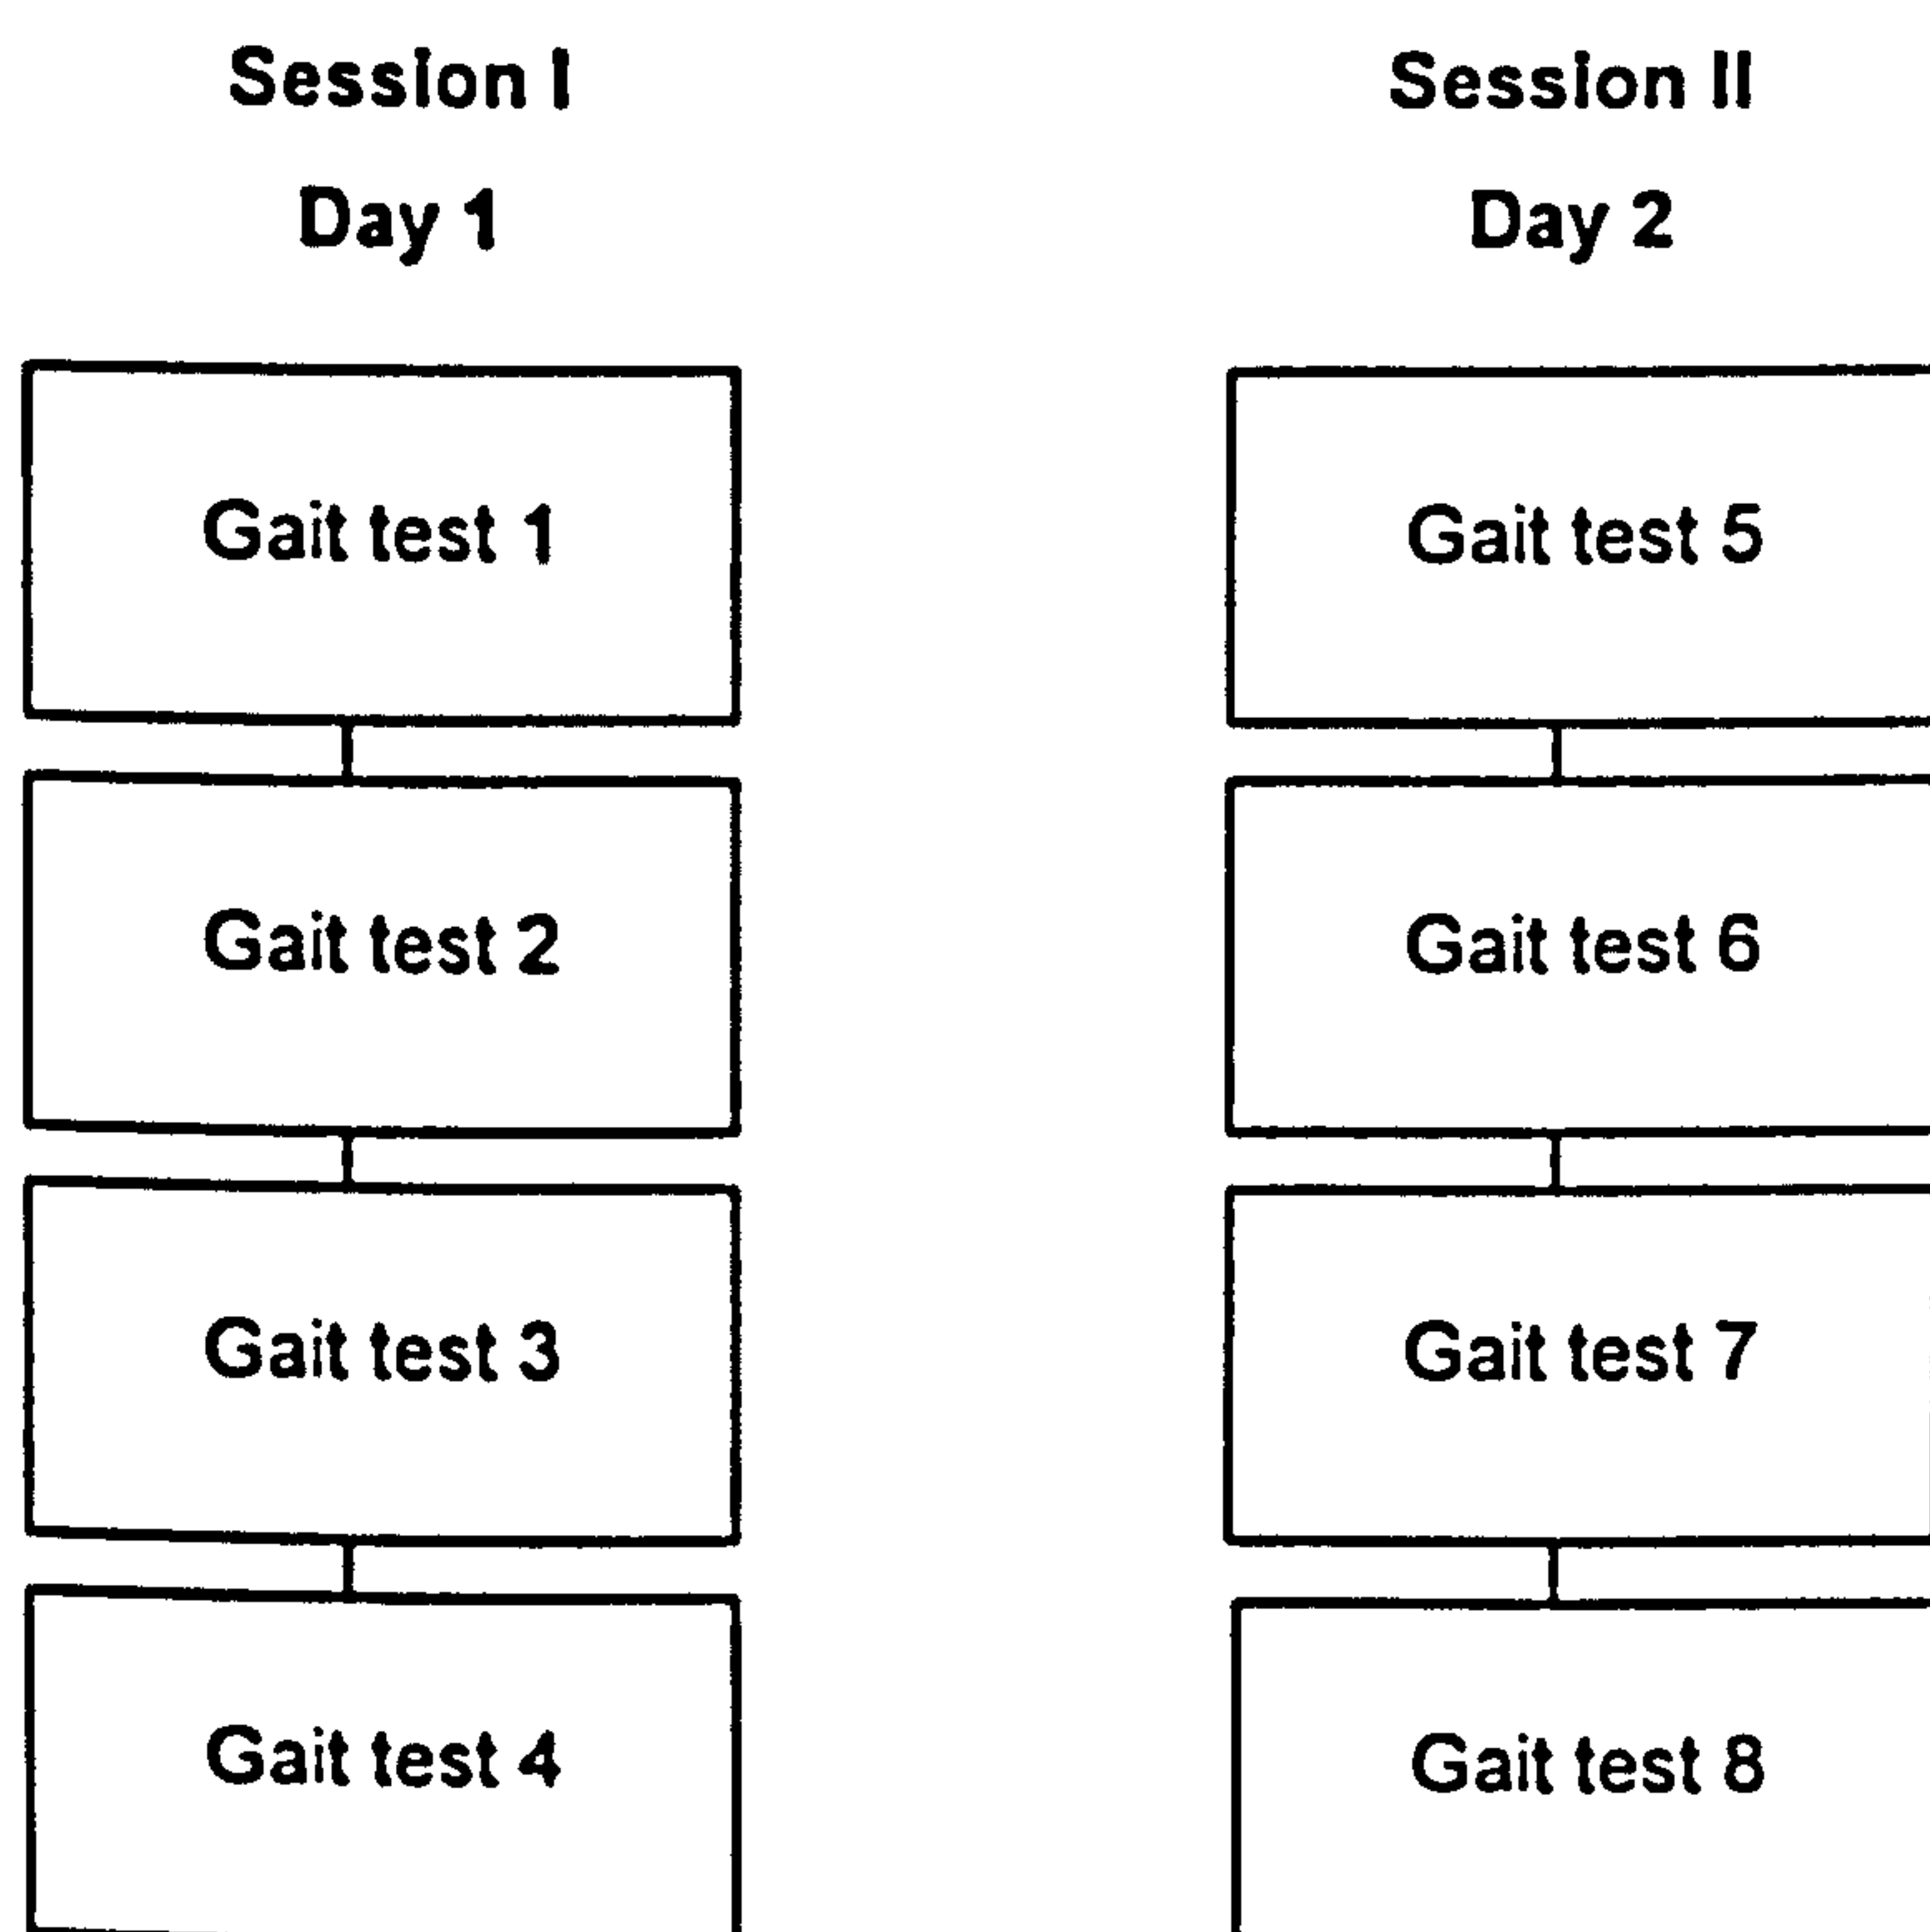 Session I
Day 1
Gait test 1
Gait test 2
Gait test 3
Gait test 4
Session II
Day 2
Gait test 5
Gait test 6
Gait test 7
Gait test 8